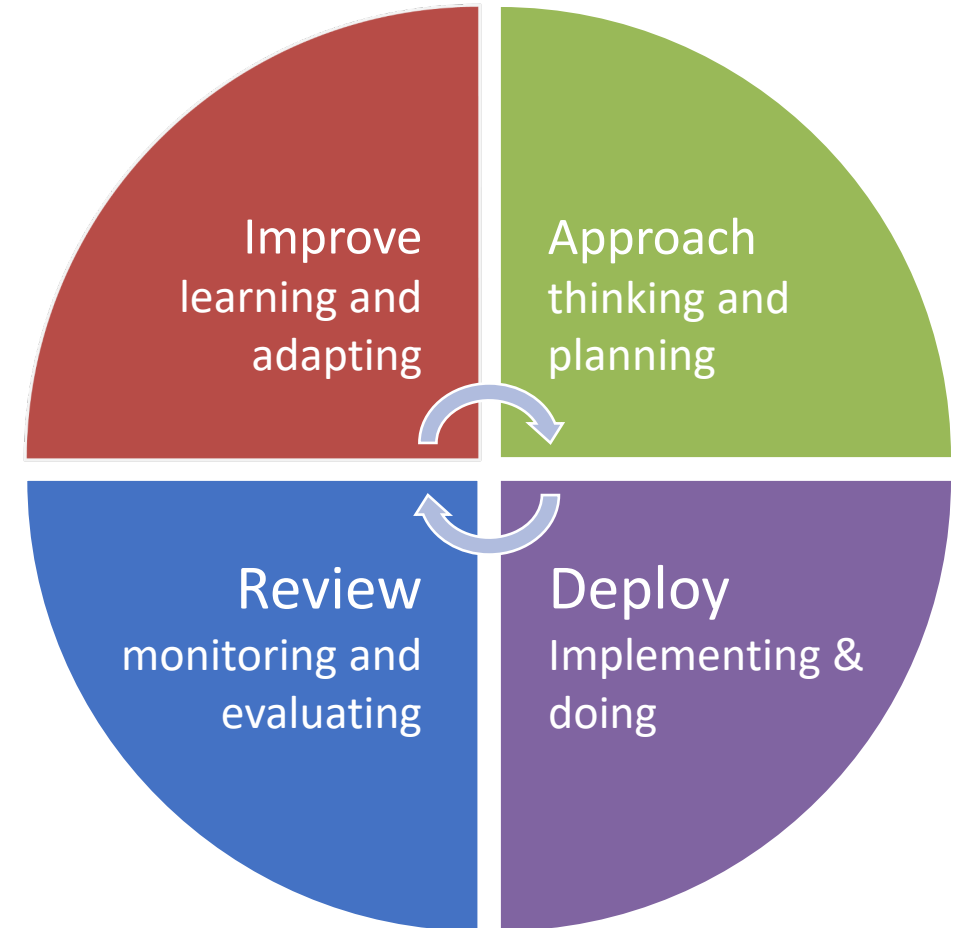 Improve
learning and
adapting
Approach
thinking and
planning
Review
monitoring and
evaluating
Deploy
Implementing &
doing